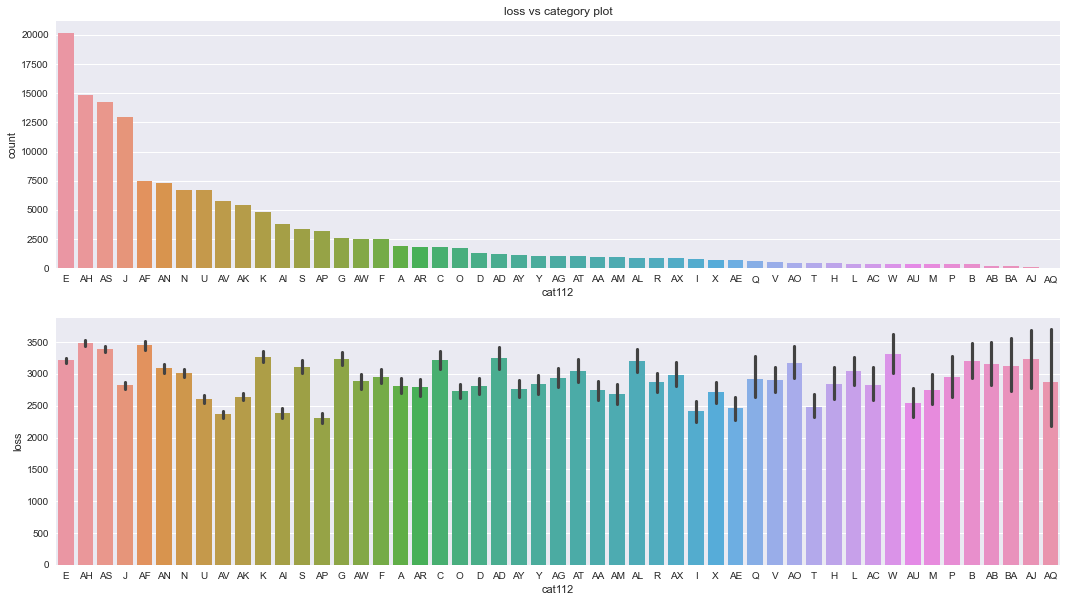 loss vs category plot
20000
17500
15000
12500
10000
7500
5000
2500
0
count
E AH AS J AF AN N U AV AK K AI S AP G AW F A AR C O D AD AY Y AG AT AA AM AL R AX I X AE Q V AO T H L AC W AU M P B AB BA AJ AQ
cat112
3500
3000
2500
2000
1500
1000
500
0
loss
E AH AS J AF AN N U AV AK K AI S AP G AW F A AR C O D AD AY Y AG AT AA AM AL R AX I X AE Q V AO T H L AC W AU M P B AB BA AJ AQ
cat112